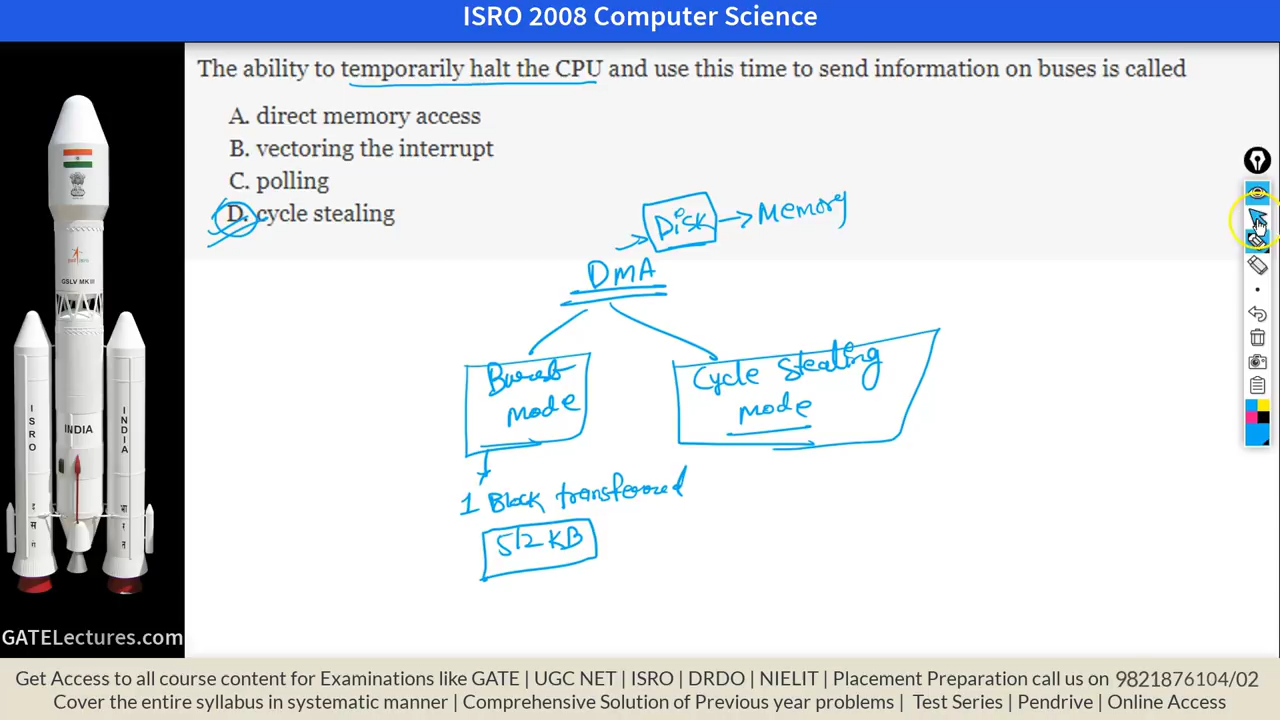 ISRO 2008 Computer Science
The ability to temporarily halt the CPU and use this time to send information on buses is called
A. direct memory access
B. vectoring the interrupt
C. polling
D. cycle stealing
Disk → Memory
DMA
Burst
mode
Cycle Stealing
mode
1 Block transferred
512 KB
GSLV MK III
ISRO
INDIA
INDIA
GATELectures.com
Get Access to all course content for Examinations like GATE | UGC NET | ISRO | DRDO | NIELIT | Placement Preparation call us on 9821876104/02
Cover the entire syllabus in systematic manner | Comprehensive Solution of Previous year problems | Test Series | Pendrive | Online Access